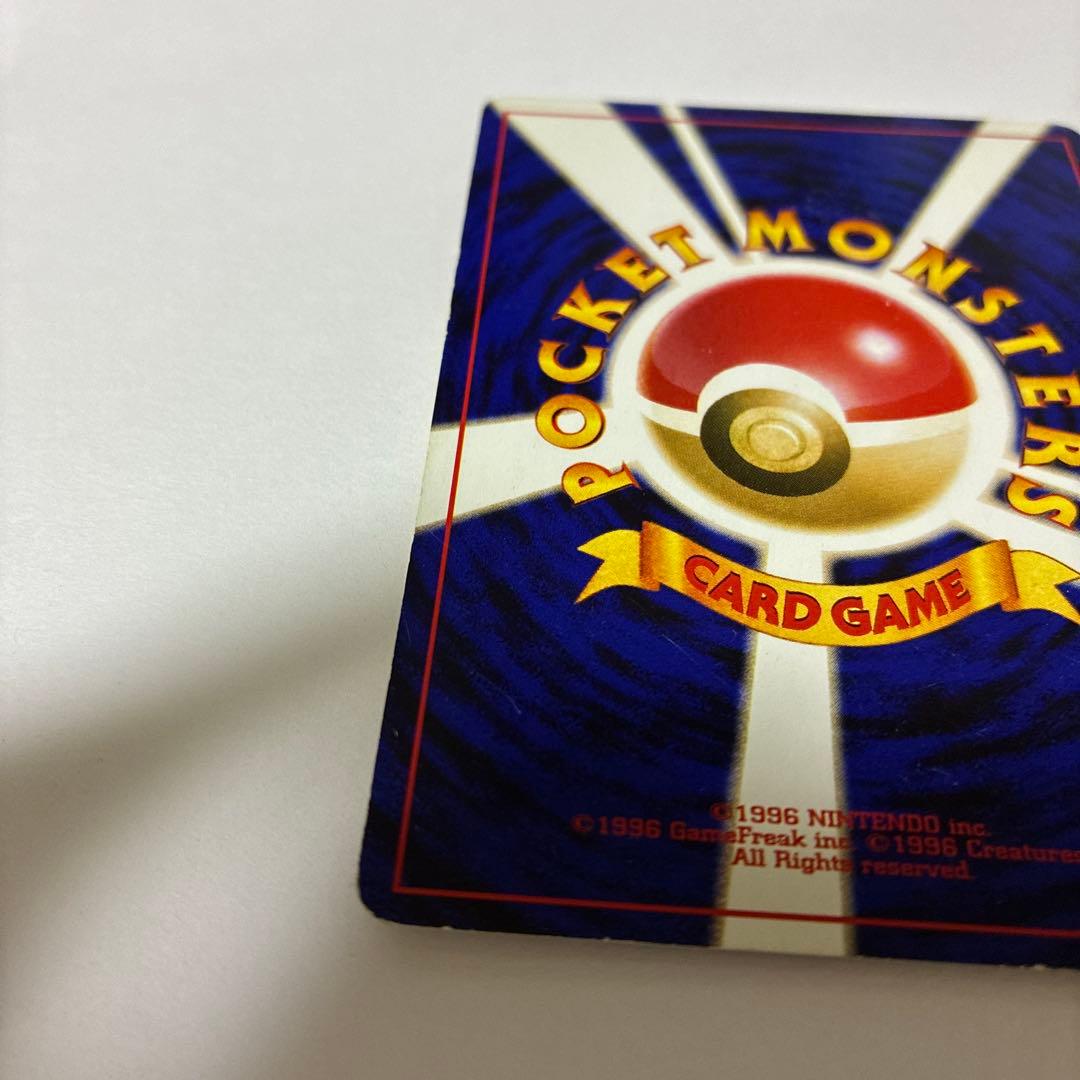 POCKET MONSTERS
CARD GAME
©1996 NINTENDO inc.
©1996 GameFreak inc. ©1996 Creatures
All Rights reserved.